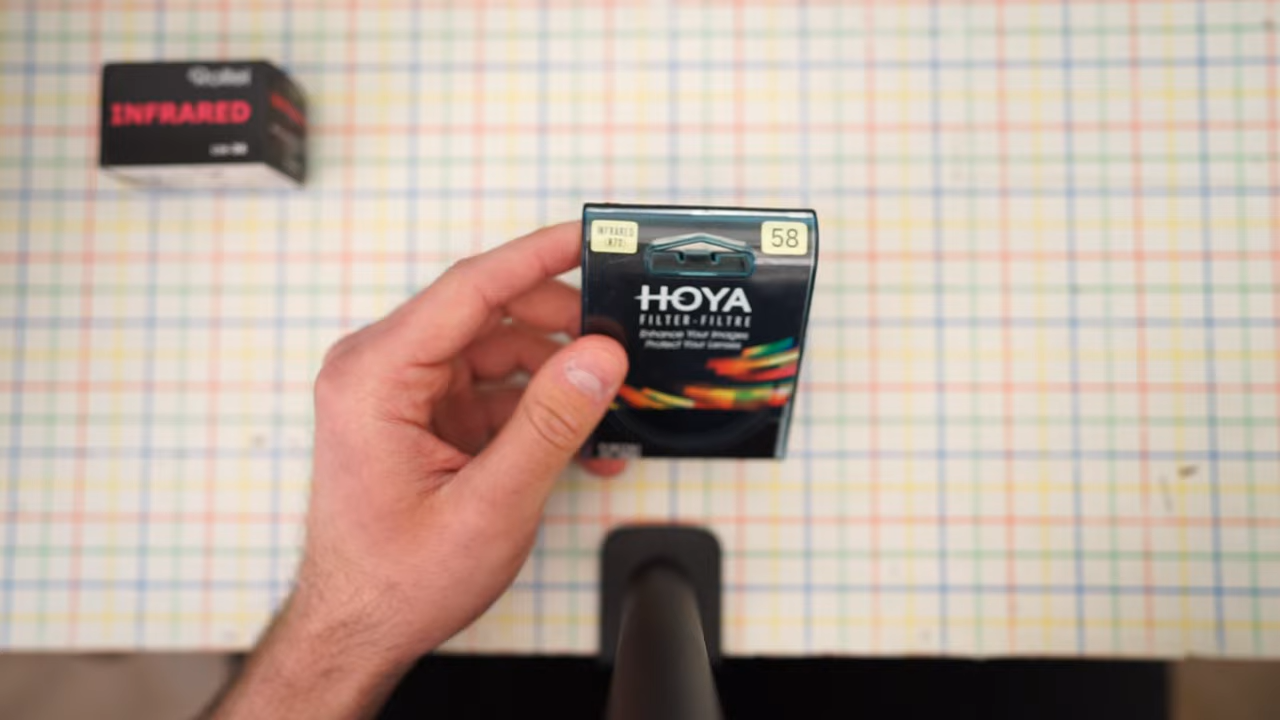 Rollei
INFRARED
INFRARED
(R72)
58
HOYA
FILTER-FILTRE
Enhance Your Images
Protect Your Lenses